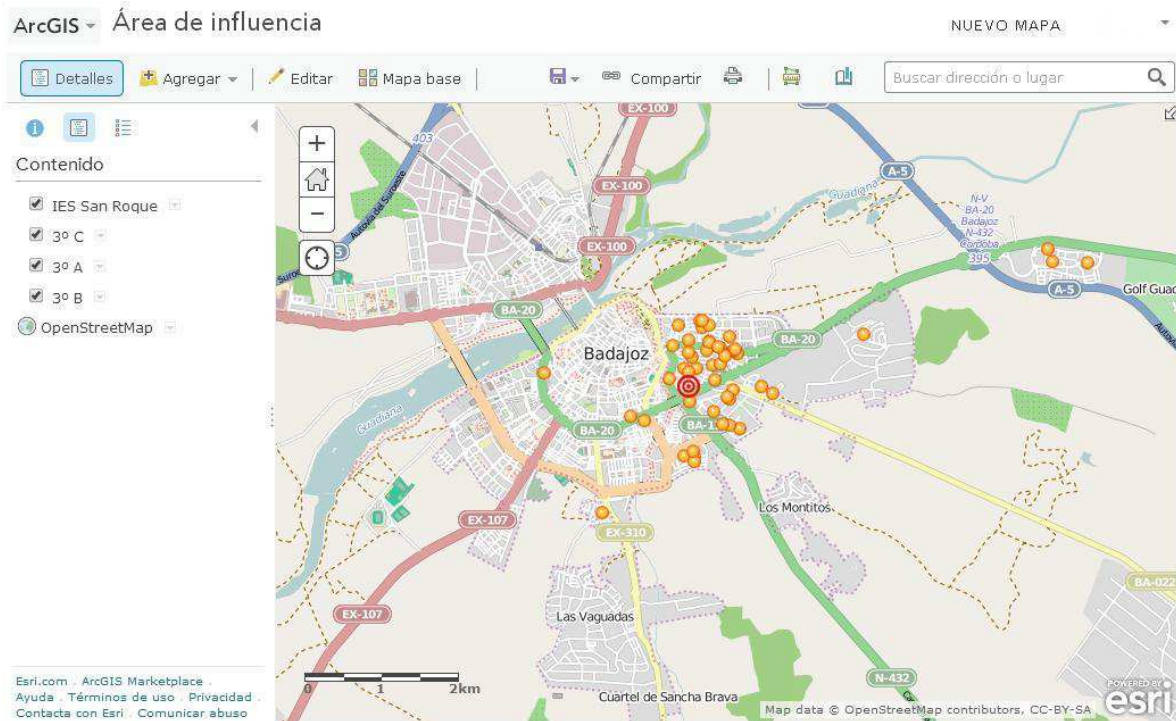 ArcGIS Área de influencia
NUEVO MAPA
Detalles Agregar Editar Mapa base Compartir Buscar dirección o lugar
Contenido
IES San Roque
3º C
3º A
3º B
OpenStreetMap
Esri.com . ArcGIS Marketplace .
Ayuda . Términos de uso . Privacidad .
Contacta con Esri . Comunicar abuso
EX-100
403
Autovía del Suroeste
EX-100
A-5
Guadiana
N-V
BA-20
Badajoz
N-432
Córdoba
395
EX-100
5
A-5
Golf Guad
BA-20
BA-20
Badajoz
Guadiana
BA-20
BA-1
EX-107
Los Montitos
EX-310
BA-022
EX-107
Las Vaguadas
N-432
0 1 2km
Cuartel de Sancha Brava
Map data © OpenStreetMap contributors, CC-BY-SA
POWERED BY
esri